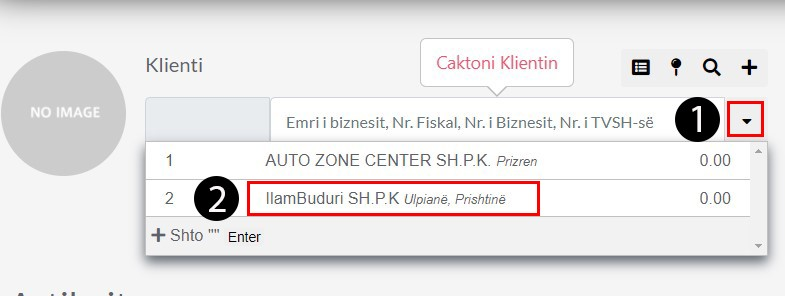 Caktoni Klientin
Klienti
NO IMAGE
Emri i biznesit, Nr. Fiskal, Nr. i Biznesit, Nr. i TVSH-së
1
1 AUTO ZONE CENTER SH.P.K. Prizren 0.00
2 IlamBuduri SH.P.K Ulpianë, Prishtinë 0.00
2
+ Shto "" Enter